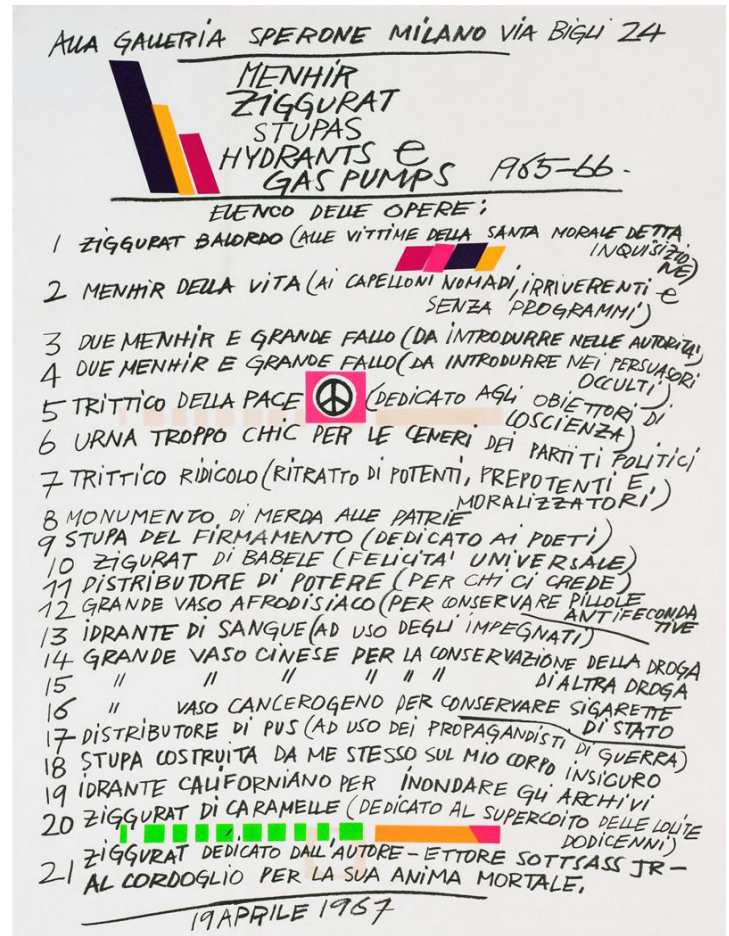 ALLA GALLERIA SPERONE MILANO VIA BIGLI 24
MENHIR
ZIGGURAT
STUPAS
HYDRANTS e
GAS PUMPS 1965-66.
ELENCO DELLE OPERE:
1 ZIGGURAT BALORDO (ALLE VITTIME DELLA SANTA MORALE DETTA
INQUISIZIO
NE)
2 MENHIR DELLA VITA (AI CAPELLONI NOMADI, IRRIVERENTI e
SENZA PROGRAMMI)
3 DUE MENHIR E GRANDE FALLO (DA INTRODURRE NELLE AUTORITA')
4 DUE MENHIR E GRANDE FALLO (DA INTRODURRE NEI PERSUASORI
OCCULTI)
5 TRITTICO DELLA PACE (DEDICATO AGLI OBIETTORI DI
COSCIENZA)
6 URNA TROPPO CHIC PER LE CENERI DEI PARTITI POLITICI
7 TRITTICO RIDICOLO (RITRATTO DI POTENTI, PREPOTENTI E,
MORALIZZATORI)
8 MONUMENTO DI MERDA ALLE PATRIE
9 STUPA DEL FIRMAMENTO (DEDICATO AI POETI)
10 ZIGURAT DI BABELE (FELICITA' UNIVERSALE)
11 DISTRIBUTORE DI POTERE (PER CHI CI CREDE)
12 GRANDE VASO AFRODISIACO (PER CONSERVARE PILLOLE
ANTIFECONDA
TIVE
13 IDRANTE DI SANGUE (AD USO DEGLI IMPEGNATI)
14 GRANDE VASO CINESE PER LA CONSERVAZIONE DELLA DROGA
15 " " " " " " DI ALTRA DROGA
16 " VASO CANCEROGENO PER CONSERVARE SIGARETTE
DI STATO
17 DISTRIBUTORE DI PUS (AD USO DEI PROPAGANDISTI DI GUERRA)
18 STUPA COSTRUITA DA ME STESSO SUL MIO CORPO INSICURO
19 IDRANTE CALIFORNIANO PER INONDARE GLI ARCHIVI
20 ZIGGURAT DI CARAMELLE (DEDICATO AL SUPERCOITO DELLE LOLITE
DODICENNI)
21 ZIGGURAT DEDICATO DALL'AUTORE - ETTORE SOTTSASS JR -
AL CORDOGLIO PER LA SUA ANIMA MORTALE.
19 APRILE 1967